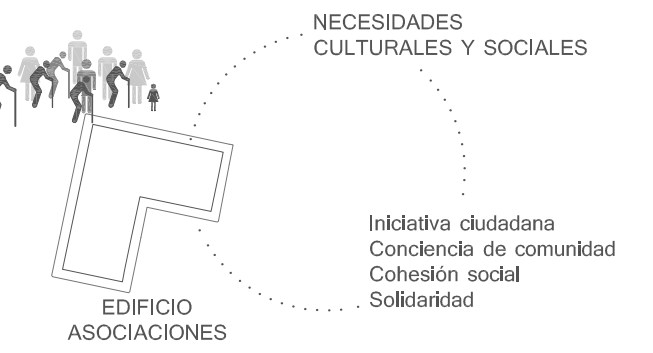 NECESIDADES
CULTURALES Y SOCIALES
Iniciativa ciudadana
Conciencia de comunidad
Cohesión social
Solidaridad
EDIFICIO
ASOCIACIONES